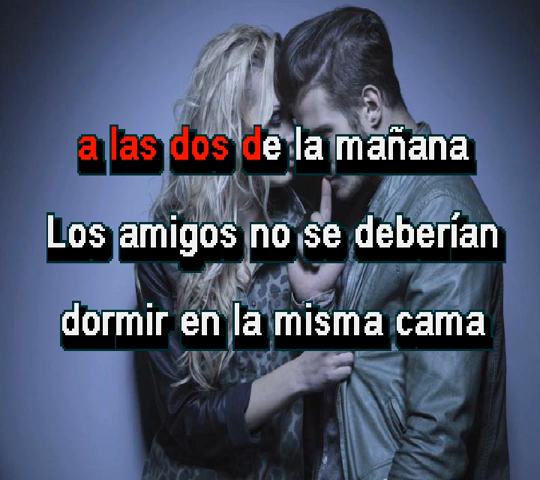 a las dos de la mañana
Los amigos no se deberían
dormir en la misma cama